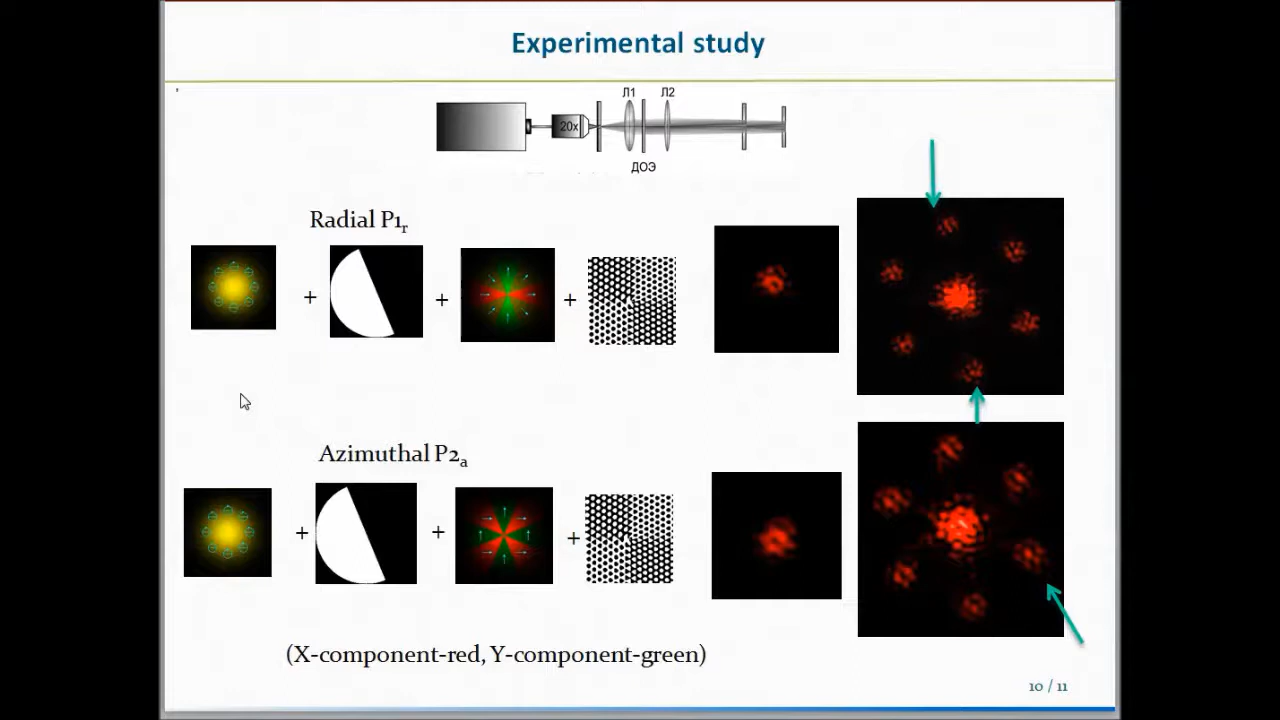 Experimental study
Л1 Л2
20x
ДОЭ
Radial P1r
+ + +
Azimuthal P2a
+ + +
(X-component-red, Y-component-green)
10 / 11